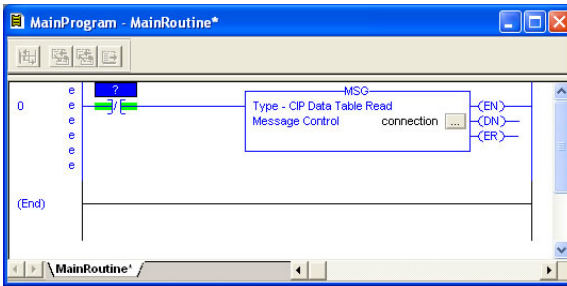 MainProgram - MainRoutine*
?
MSG
0
e
e
e
e
e
e
Type - CIP Data Table Read
Message Control connection ...
EN
DN
ER
(End)
MainRoutine*